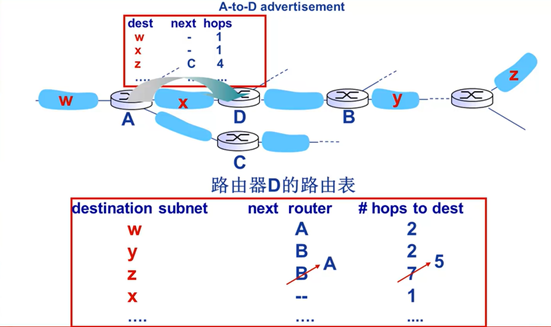 A-to-D advertisement
dest next hops
w - 1
x - 1
z C 4
.... .... ...
w x y z
A D B
C
路由器D的路由表
destination subnet next router # hops to dest
w A 2
y B 2
z B A 7 5
x -- 1
.... .... ....